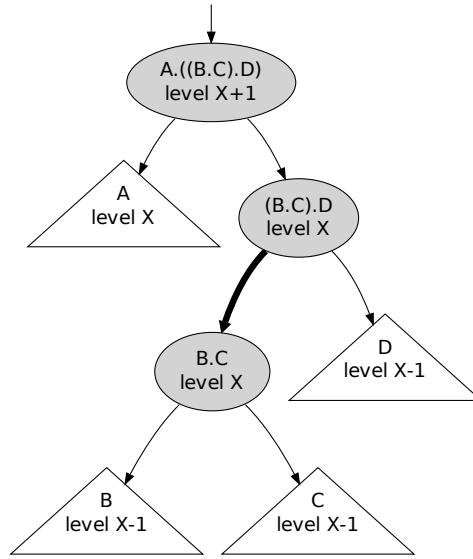 A.((B.C).D)
level X+1
A
level X
(B.C).D
level X
B.C
level X
D
level X-1
B
level X-1
C
level X-1